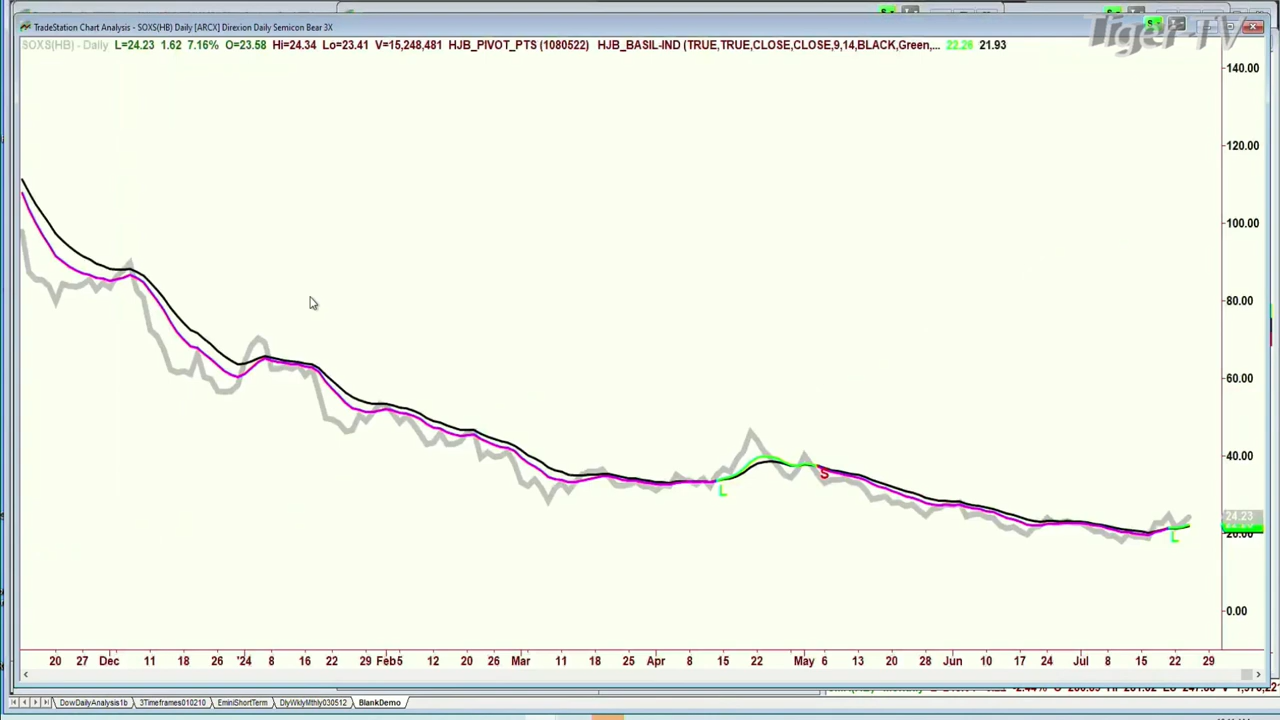 TradeStation Chart Analysis - SOXS(HB) Daily [ARCX] Direxion Daily Semicon Bear 3X
Tiger-TV
SOXS(HB) - Daily L=24.23 1.62 7.16% O=23.58 Hi=24.34 Lo=23.41 V=15,248,481 HJB_PIVOT_PTS (1080522) HJB_BASIL-IND (TRUE,TRUE,CLOSE,CLOSE,9,14,BLACK,Green,... 22.26 21.93
140.00
120.00
100.00
80.00
60.00
40.00
L
S
24.23
20.00
L
0.00
20 27 Dec 11 18 26 '24 8 16 22 29 Feb5 12 20 26 Mar 11 18 25 Apr 8 15 22 May 6 13 20 28 Jun 10 17 24 Jul 8 15 22 29
DowDailyAnalysis1b 3Timeframes010210 EminiShortTerm DlyWklyMthly030512 BlankDemo